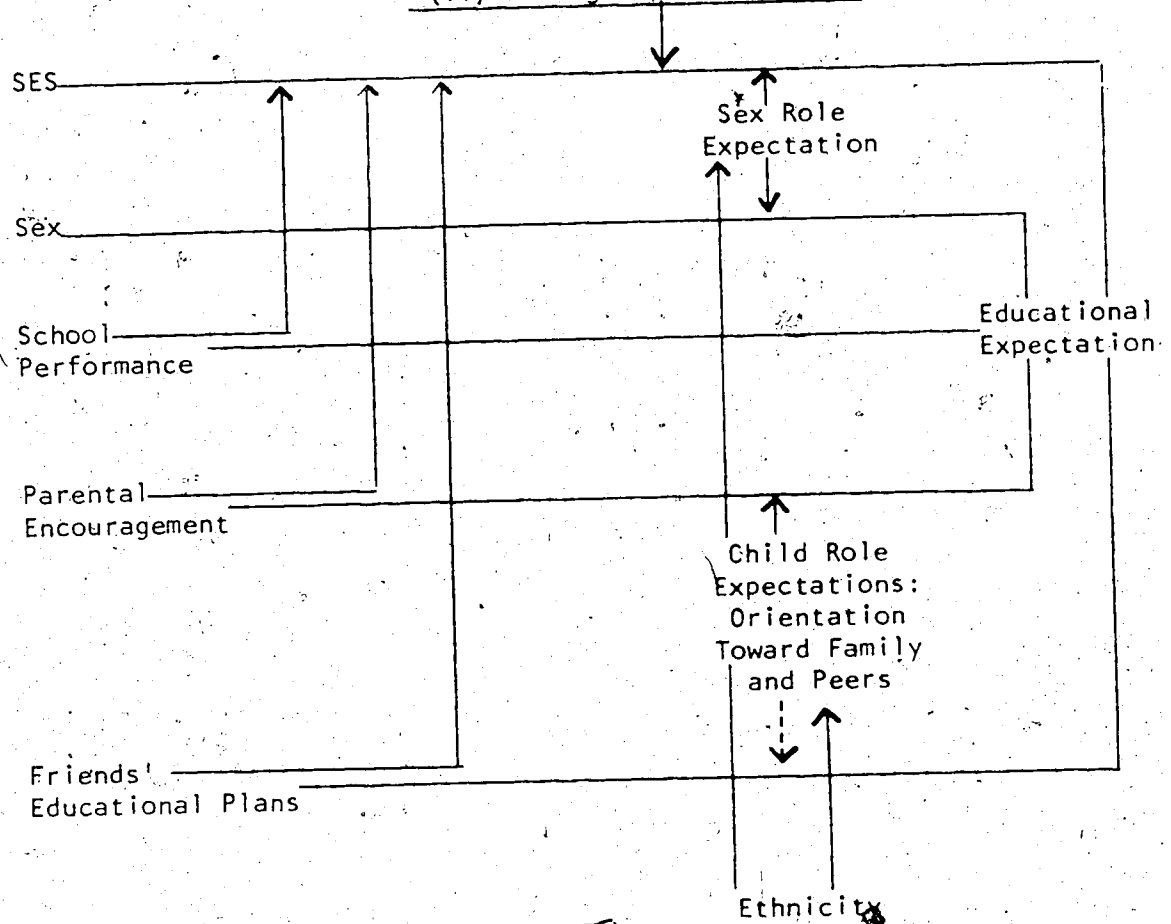 SES
Sex Role
Expectation
Sex
School
Performance
Educational
Expectation
Parental
Encouragement
Child Role
Expectations:
Orientation
Toward Family
and Peers
Friends'
Educational Plans
Ethnicity